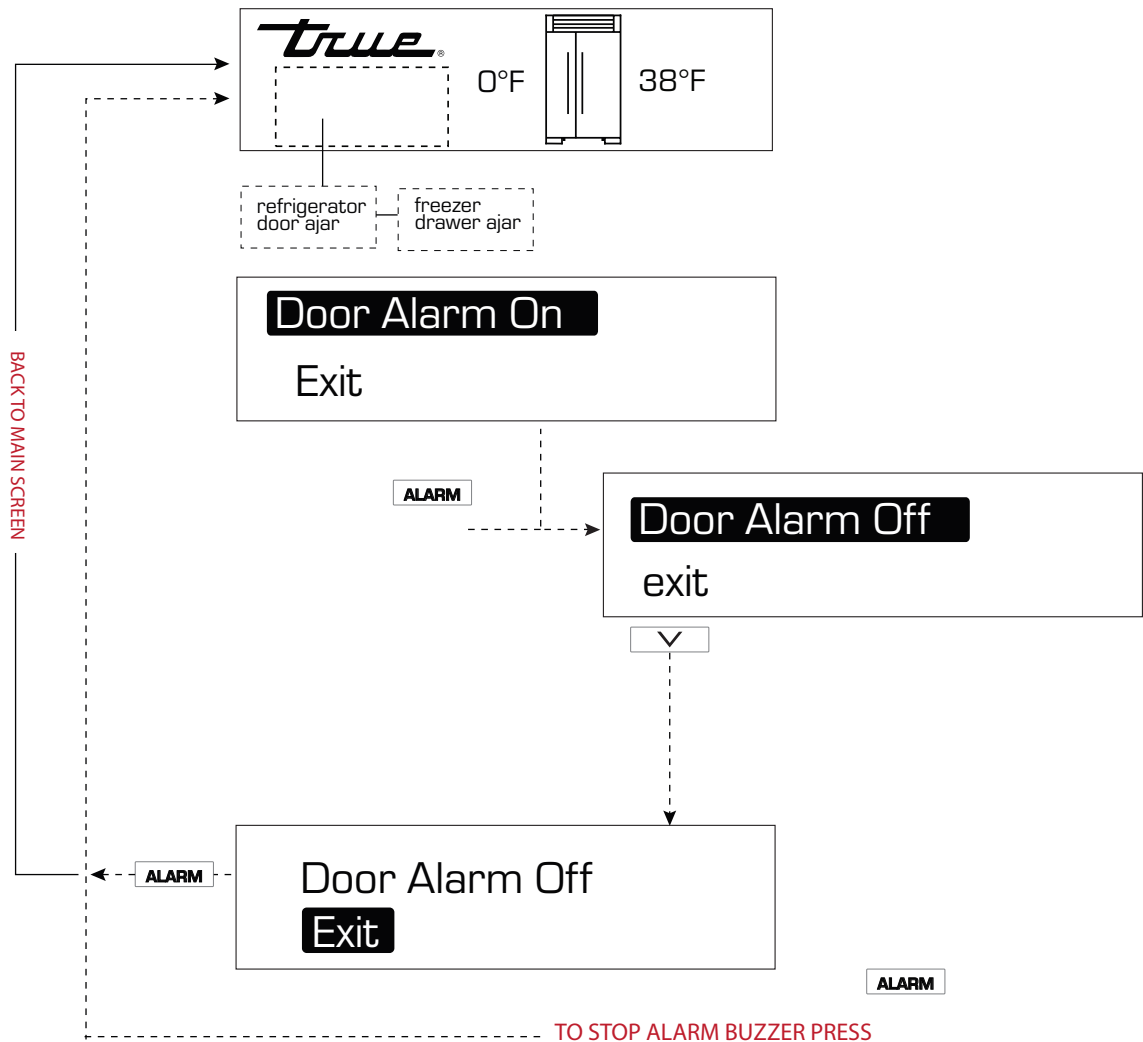 true®
0°F
38°F
refrigerator
door ajar
freezer
drawer ajar
Door Alarm On
Exit
ALARM
Door Alarm Off
exit
BACK TO MAIN SCREEN
Door Alarm Off
Exit
ALARM
ALARM
TO STOP ALARM BUZZER PRESS